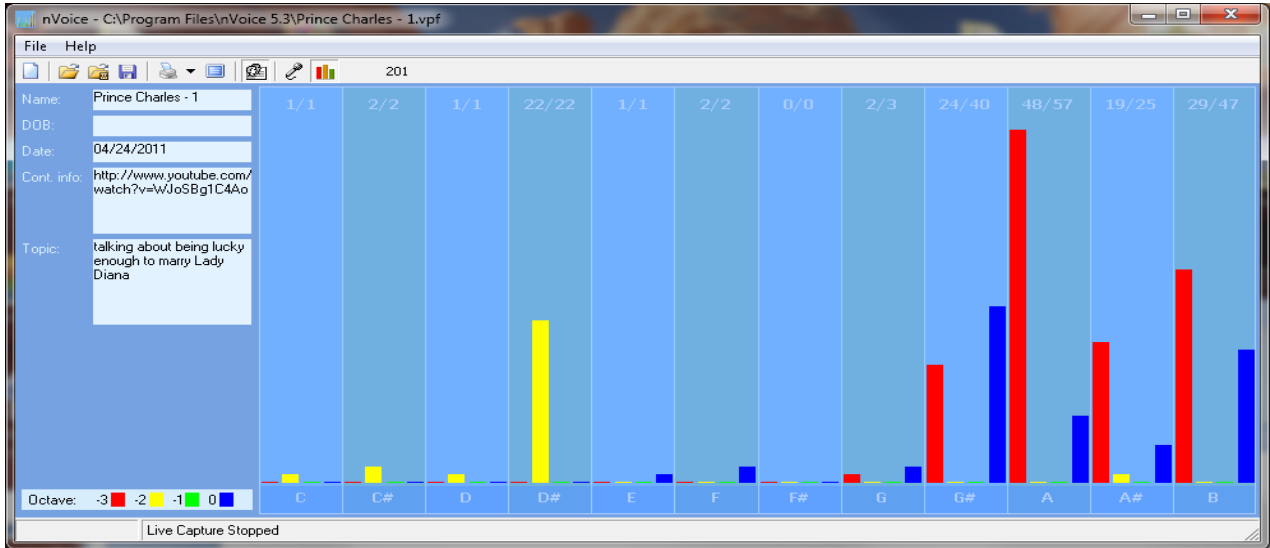 nVoice - C:\Program Files\nVoice 5.3\Prince Charles - 1.vpf
File Help
201
Name: Prince Charles - 1
DOB:
Date: 04/24/2011
Cont. info: http://www.youtube.com/
watch?v=WJoSBg1C4Ao
Topic: talking about being lucky
enough to marry Lady
Diana
1/1 2/2 1/1 22/22 1/1 2/2 0/0 2/3 24/40 48/57 19/25 29/47
C C# D D# E F F# G G# A A# B
Octave: -3 -2 -1 0
Live Capture Stopped